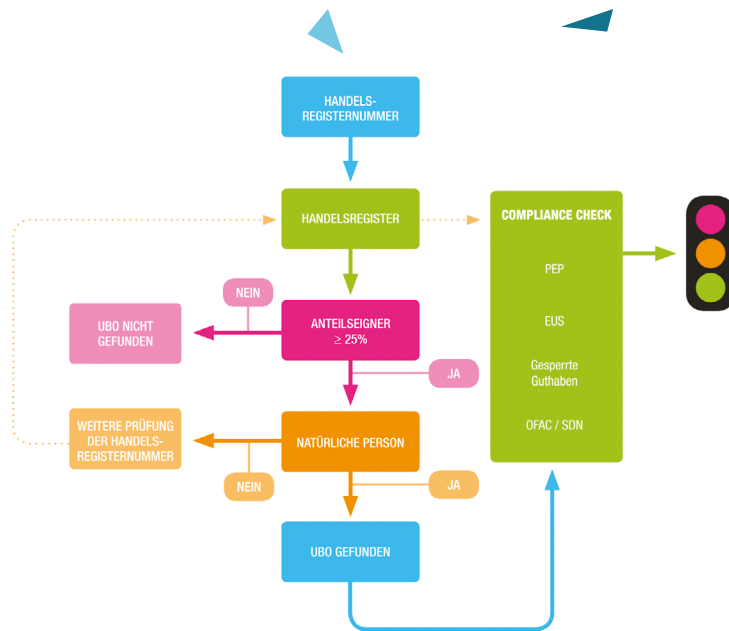 HANDELS-
REGISTERNUMMER
HANDELSREGISTER
COMPLIANCE CHECK
PEP
EUS
Gesperrte
Guthaben
OFAC / SDN
NEIN
ANTEILSEIGNER
≥ 25%
UBO NICHT
GEFUNDEN
JA
WEITERE PRÜFUNG
DER HANDELS-
REGISTERNUMMER
NATÜRLICHE PERSON
NEIN
JA
UBO GEFUNDEN